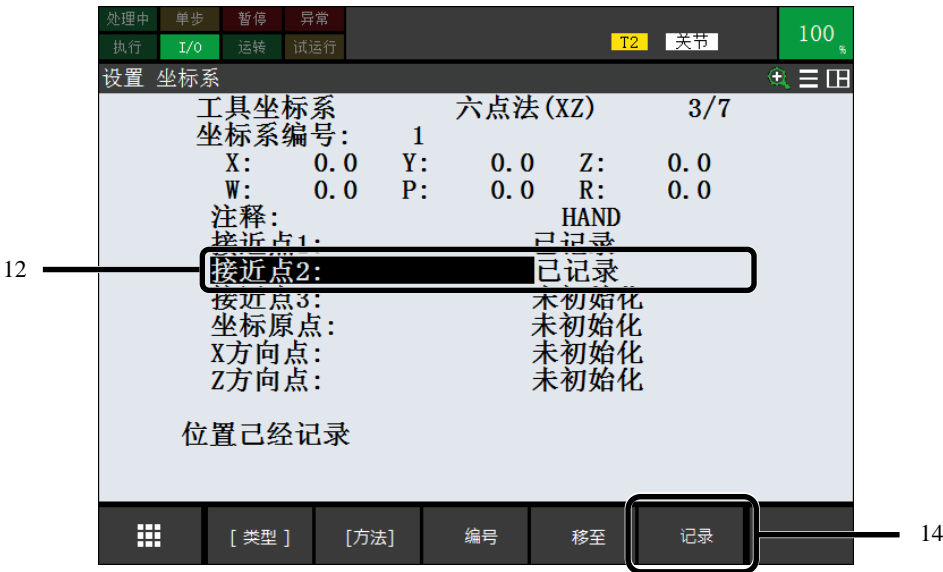 处理中 单步 暂停 异常
执行 I/O 运转 试运行 T2 关节 100 %
设置 坐标系
工具坐标系 六点法(XZ) 3/7
坐标系编号: 1
X: 0.0 Y: 0.0 Z: 0.0
W: 0.0 P: 0.0 R: 0.0
注释: HAND
接近点1: 已记录
12 接近点2: 已记录
接近点3: 未初始化
坐标原点: 未初始化
X方向点: 未初始化
Z方向点: 未初始化
位置己经记录
[ 类型 ] [方法] 编号 移至 记录 14